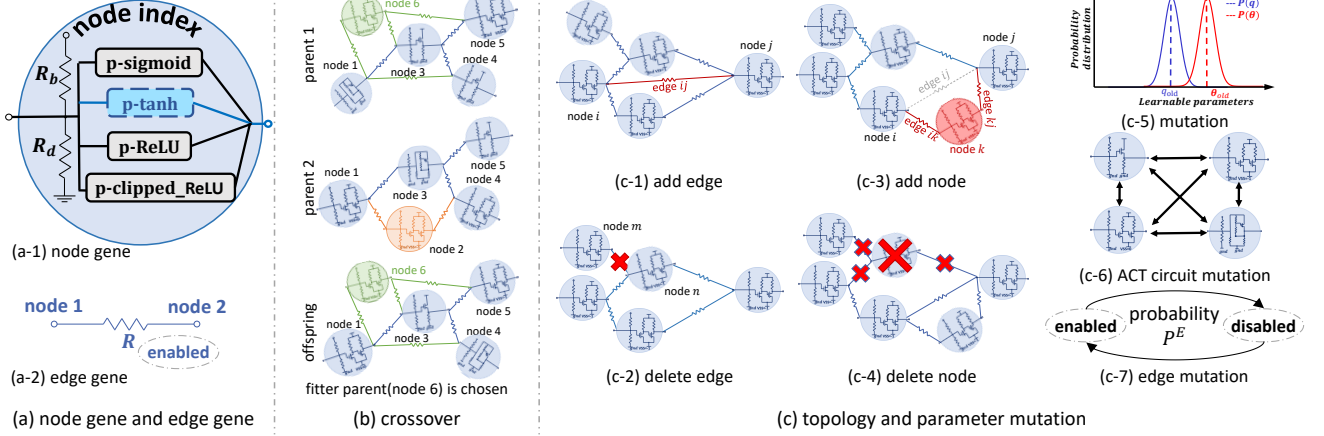 node index
R_b
R_d
p-sigmoid
p-tanh
p-ReLU
p-clipped_ReLU
(a-1) node gene
node 1
node 2
R
enabled
(a-2) edge gene
(a) node gene and edge gene
parent 1
node 6
node 1
node 3
node 5
node 4
parent 2
node 1
node 3
node 5
node 4
node 2
offspring
node 6
node 1
node 3
node 5
node 4
fitter parent(node 6) is chosen
(b) crossover
node j
edge ij
node i
(c-1) add edge
node m
node n
(c-2) delete edge
node j
edge ij
edge kj
edge ik
node i
node k
(c-3) add node
(c-4) delete node
Probability
distribution
P(q)
P(θ)
q_old
θ_old
Learnable parameters
(c-5) mutation
(c-6) ACT circuit mutation
enabled
probability
P^E
disabled
(c-7) edge mutation
(c) topology and parameter mutation